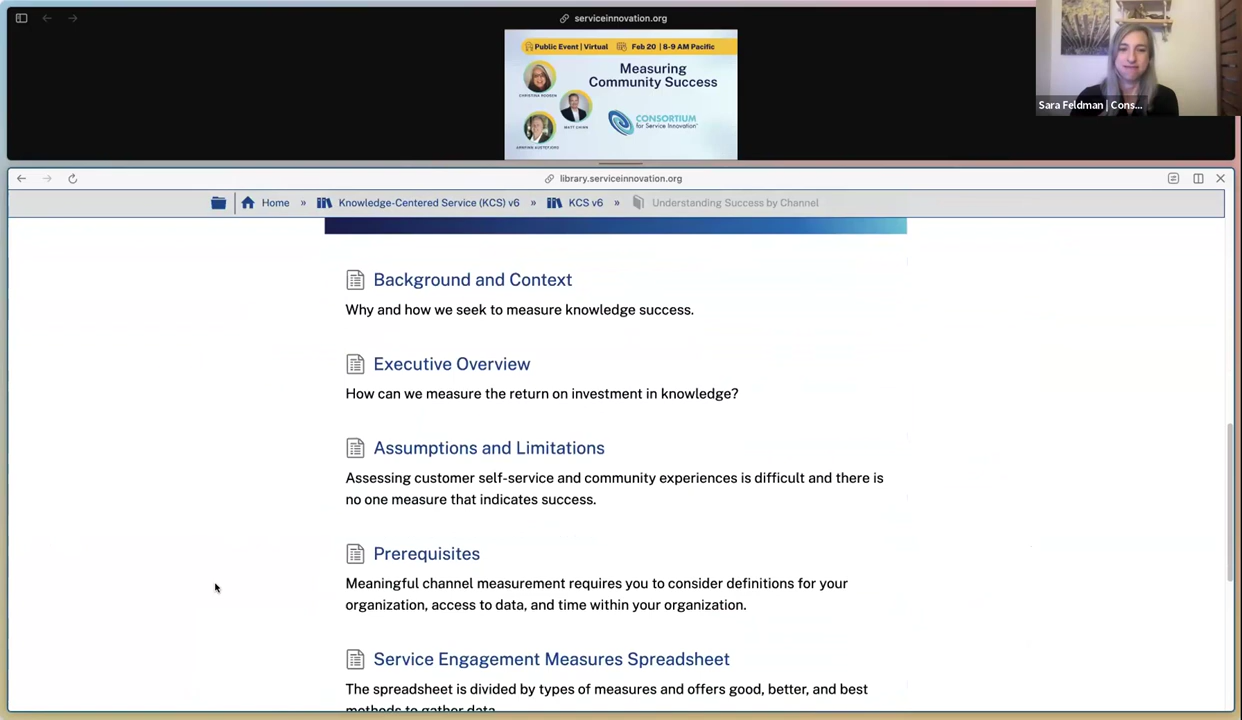 serviceinnovation.org
Public Event | Virtual
Feb 20 | 8-9 AM Pacific
Measuring
Community Success
MATT
CONSORTIUM
for Service Innovation
Sara Feldman | Cons...
library.serviceinnovation.org
Home » Knowledge-Centered Service (KCS) v6 » KCS v6 » Understanding Success by Channel
Background and Context
Why and how we seek to measure knowledge success.
Executive Overview
How can we measure the return on investment in knowledge?
Assumptions and Limitations
Assessing customer self-service and community experiences is difficult and there is
no one measure that indicates success.
Prerequisites
Meaningful channel measurement requires you to consider definitions for your
organization, access to data, and time within your organization.
Service Engagement Measures Spreadsheet
The spreadsheet is divided by types of measures and offers good, better, and best
methods to gather data.